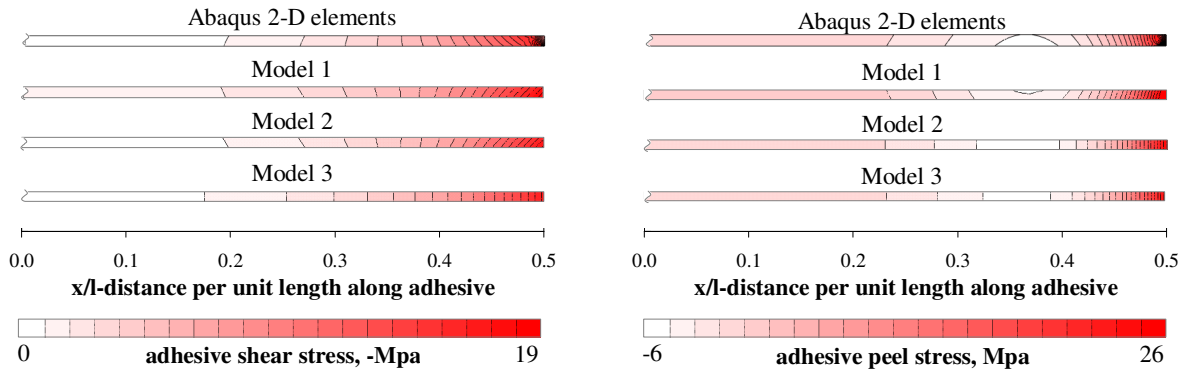 Abaqus 2-D elements
Model 1
Model 2
Model 3
0.0 0.1 0.2 0.3 0.4 0.5
x/l-distance per unit length along adhesive
0 adhesive shear stress, -Mpa 19
Abaqus 2-D elements
Model 1
Model 2
Model 3
0.0 0.1 0.2 0.3 0.4 0.5
x/l-distance per unit length along adhesive
-6 adhesive peel stress, Mpa 26